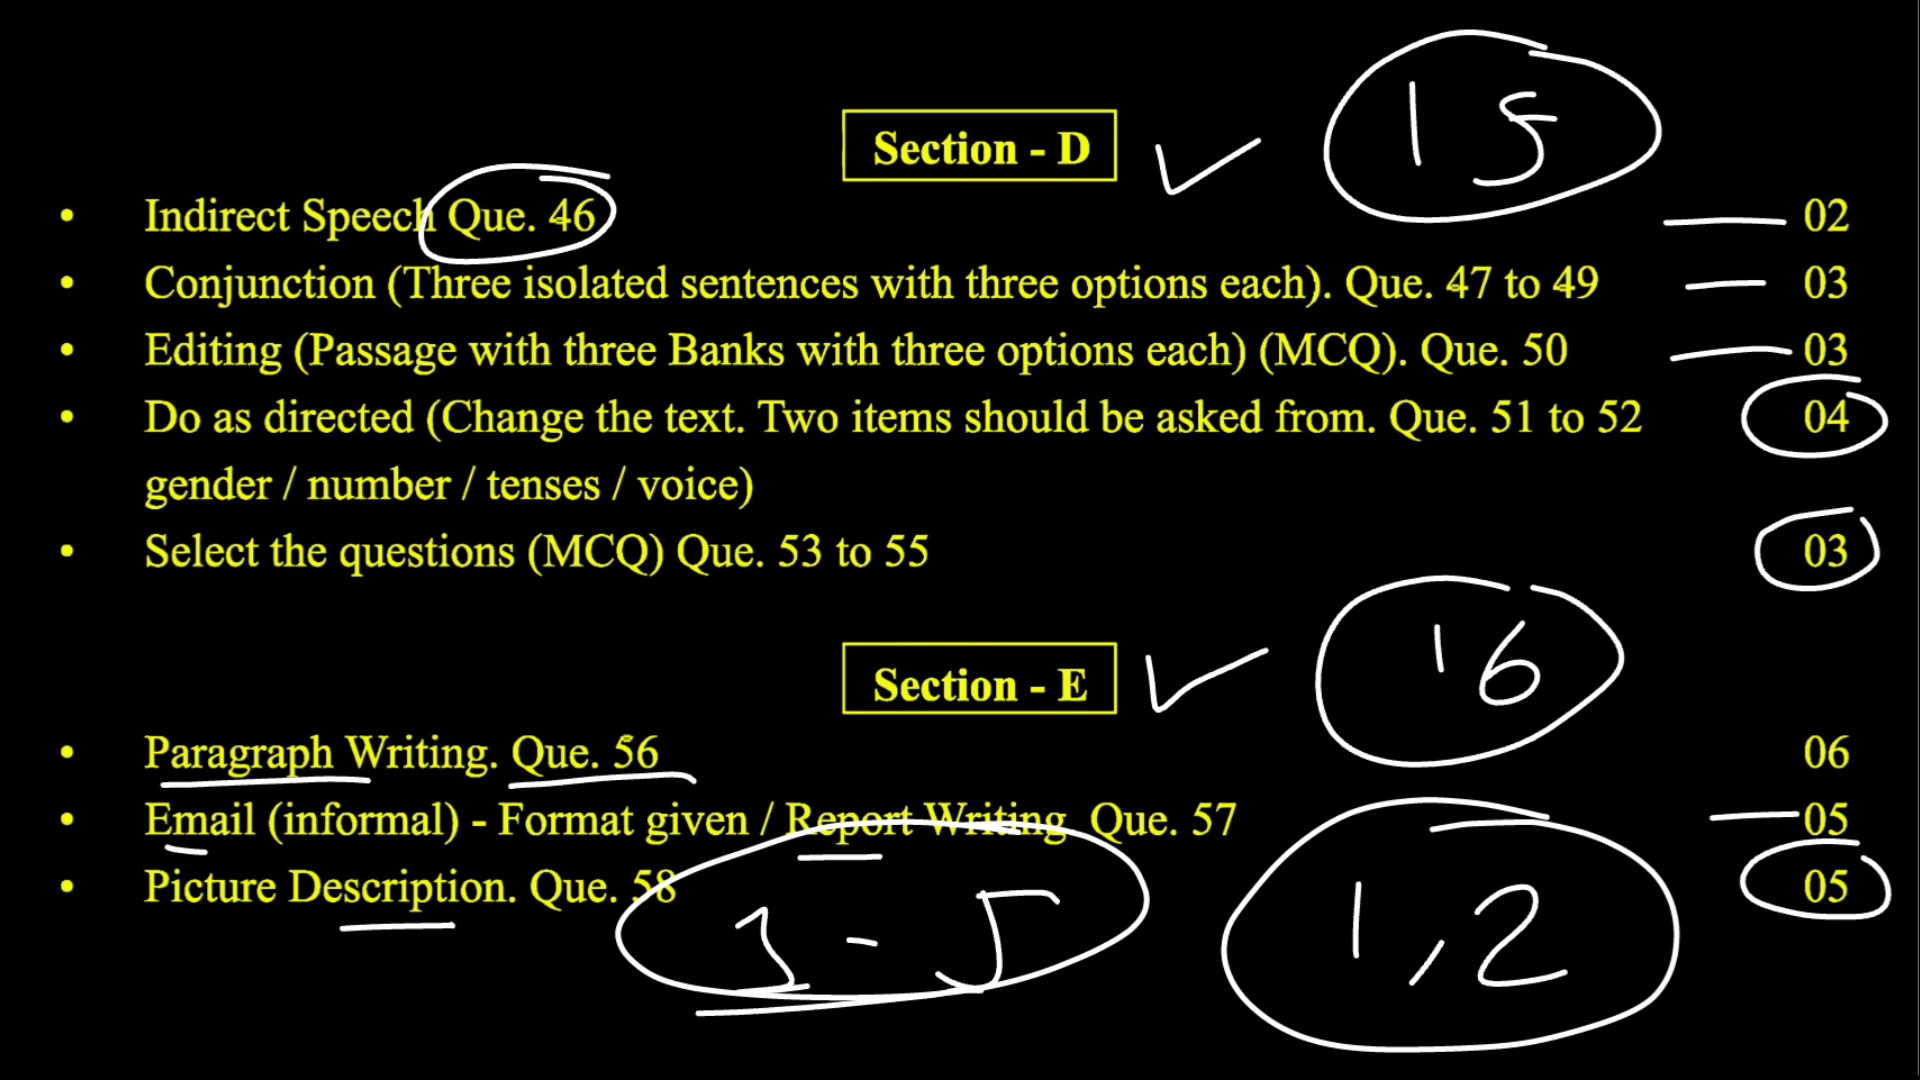 15
Section - D
• Indirect Speech Que. 46 02
• Conjunction (Three isolated sentences with three options each). Que. 47 to 49 03
• Editing (Passage with three Banks with three options each) (MCQ). Que. 50 03
• Do as directed (Change the text. Two items should be asked from. Que. 51 to 52 04
gender / number / tenses / voice)
• Select the questions (MCQ) Que. 53 to 55 03
16
Section - E
• Paragraph Writing. Que. 56 06
• Email (informal) - Format given / Report Writing Que. 57 05
• Picture Description. Que. 58 05
1,2